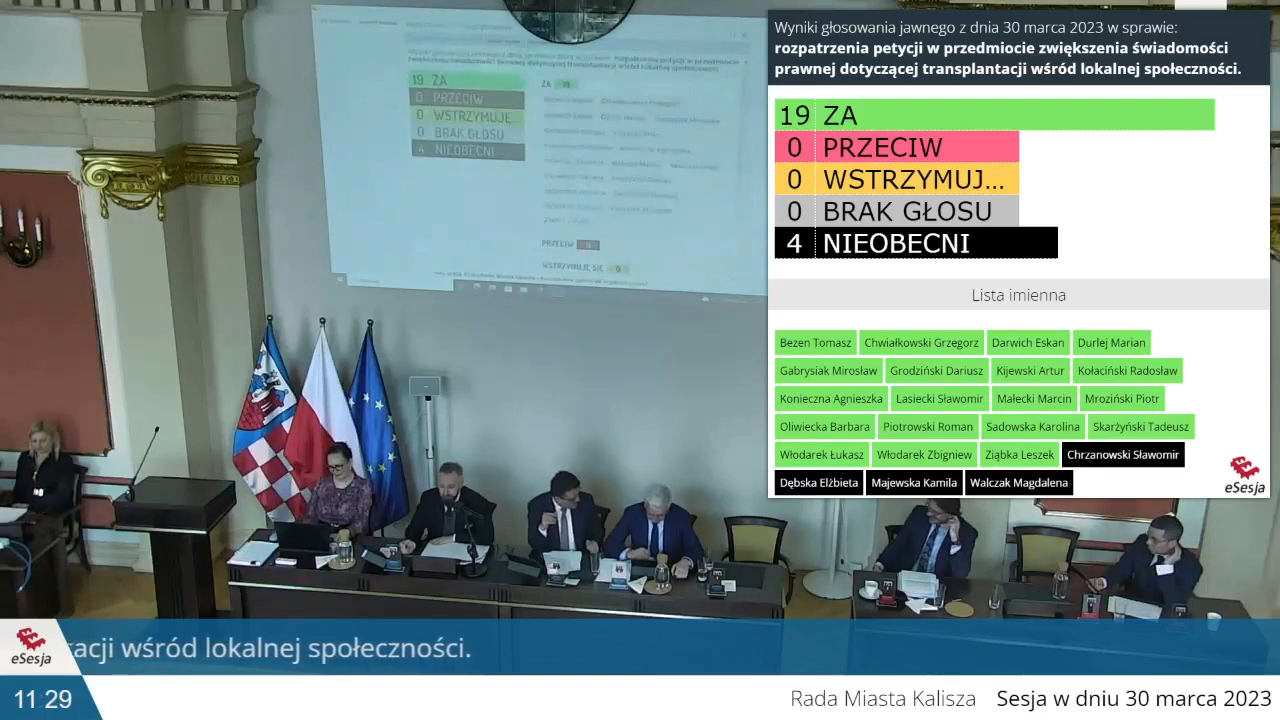 Wyniki głosowania jawnego z dnia 30 marca 2023 w sprawie:
rozpatrzenia petycji w przedmiocie zwiększenia świadomości
prawnej dotyczącej transplantacji wśród lokalnej społeczności.
19 ZA
0 PRZECIW
0 WSTRZYMUJ...
0 BRAK GŁOSU
4 NIEOBECNI
Lista imienna
Bezen Tomasz Chwiałkowski Grzegorz Darwich Eskan Durlej Marian
Gabrysiak Mirosław Grodziński Dariusz Kijewski Artur Kołaciński Radosław
Konieczna Agnieszka Lasiecki Sławomir Małecki Marcin Mroziński Piotr
Oliwiecka Barbara Piotrowski Roman Sadowska Karolina Skarżyński Tadeusz
Włodarek Łukasz Włodarek Zbigniew Ziąbka Leszek Chrzanowski Sławomir
Dębska Elżbieta Majewska Kamila Walczak Magdalena
eSesja
19 ZA
0 PRZECIW
0 WSTRZYMUJĘ
0 BRAK GŁOSU
4 NIEOBECNI
ZA 19
PRZECIW 0
WSTRZYMUJĘ SIĘ 0
eSesja
acji wśród lokalnej społeczności.
11:29
Rada Miasta Kalisza Sesja w dniu 30 marca 2023